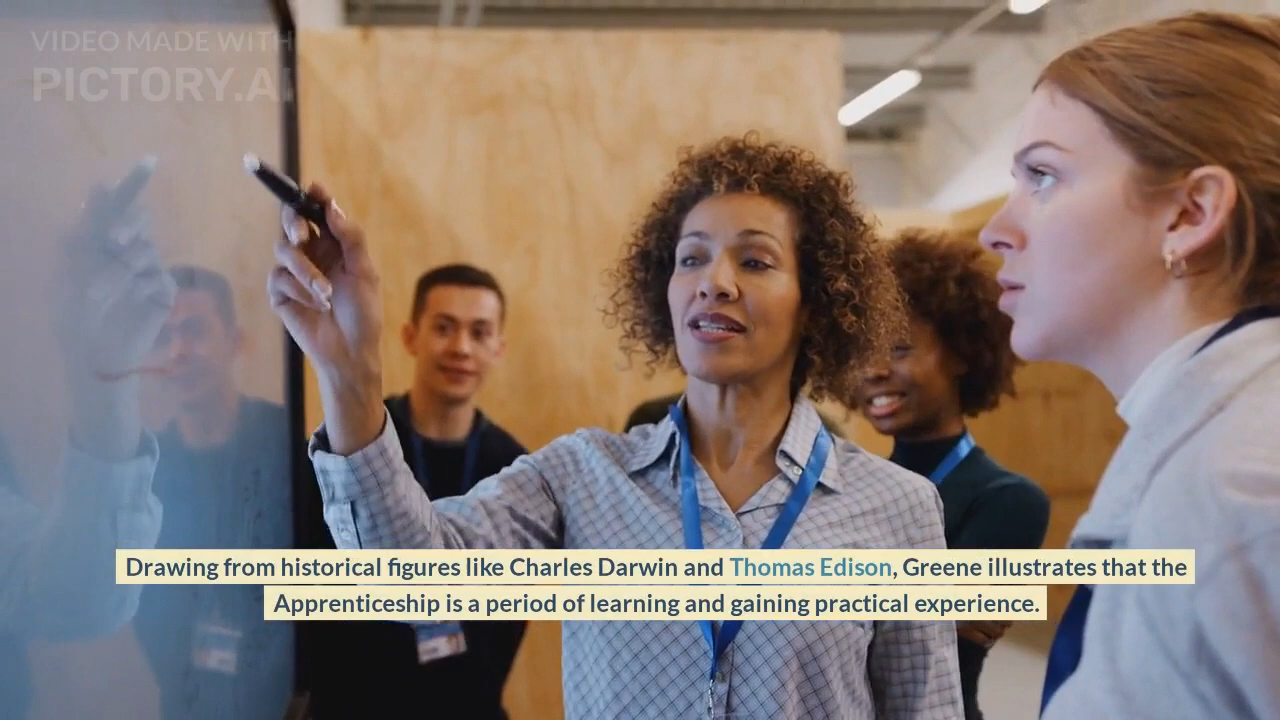 VIDEO MADE WITH
PICTORY.AI
Drawing from historical figures like Charles Darwin and Thomas Edison, Greene illustrates that the
Apprenticeship is a period of learning and gaining practical experience.